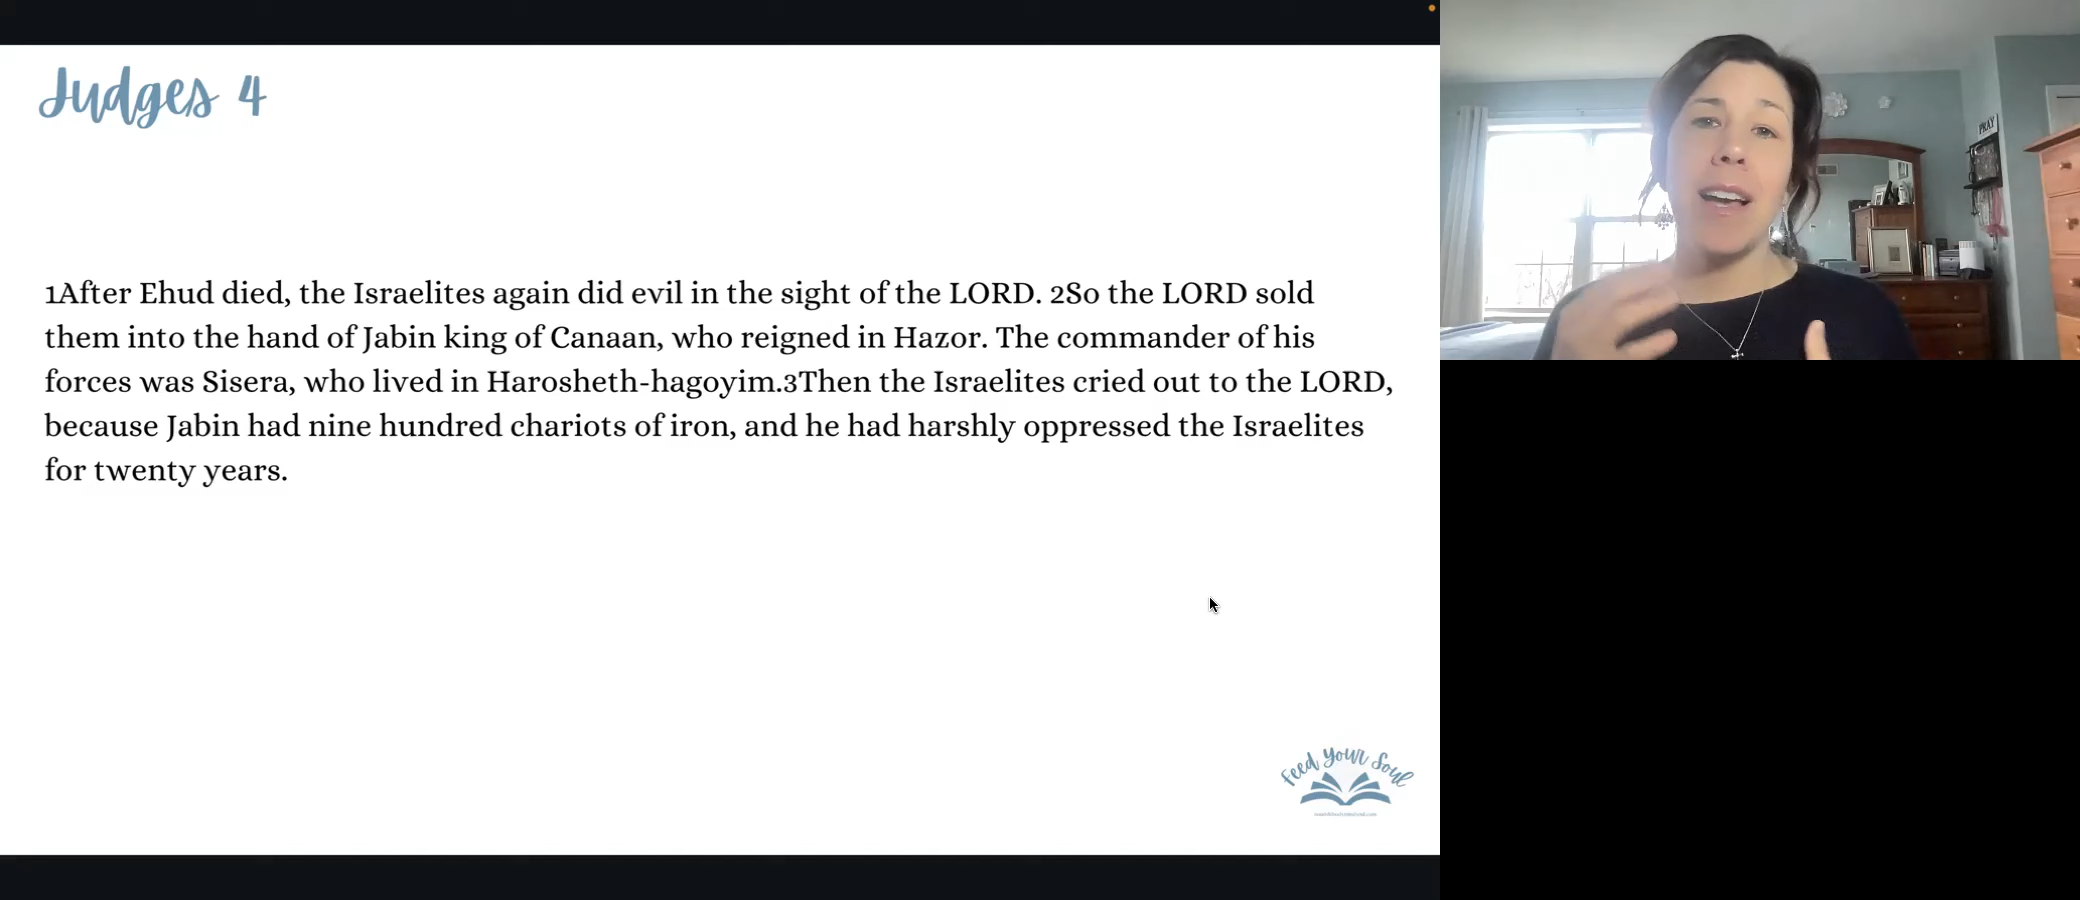 Judges 4
1After Ehud died, the Israelites again did evil in the sight of the LORD. 2So the LORD sold
them into the hand of Jabin king of Canaan, who reigned in Hazor. The commander of his
forces was Sisera, who lived in Harosheth-hagoyim.3Then the Israelites cried out to the LORD,
because Jabin had nine hundred chariots of iron, and he had harshly oppressed the Israelites
for twenty years.
Feed Your Soul
PRAY